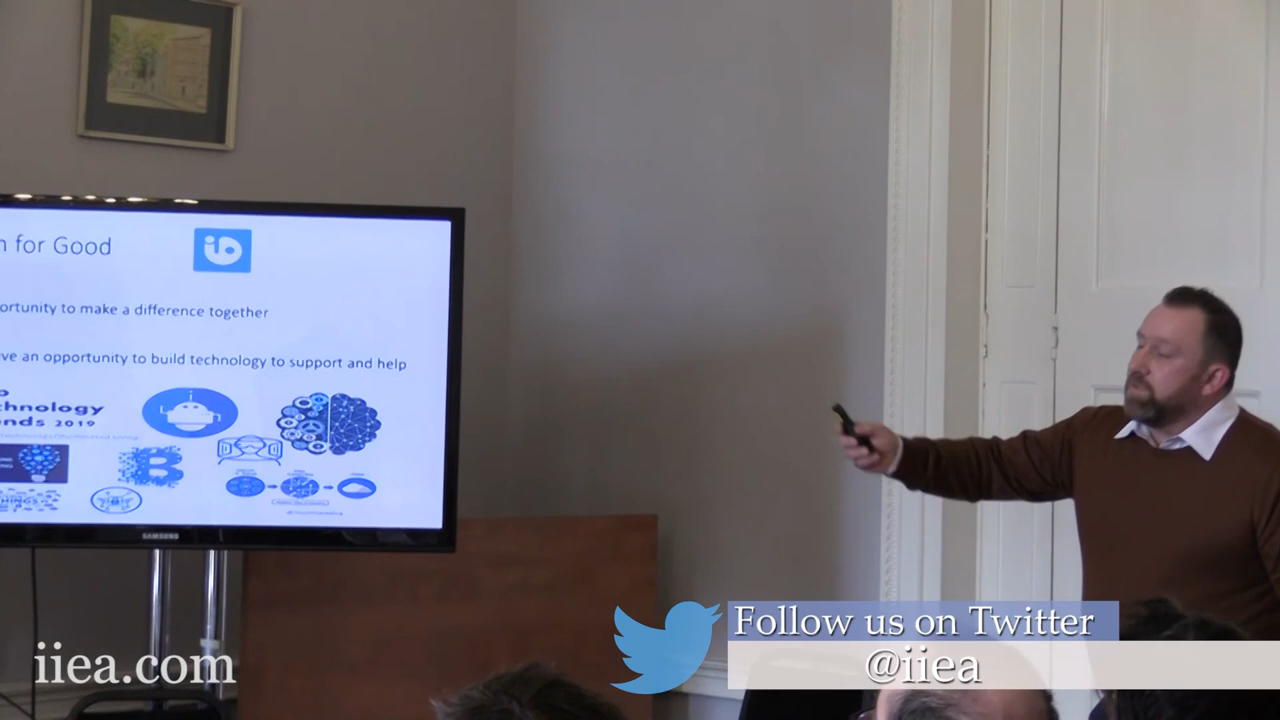 n for Good
ib
ortunity to make a difference together
ve an opportunity to build technology to support and help
chnology
nds 2019
SAMSUNG
iiea.com
Follow us on Twitter
@iiea